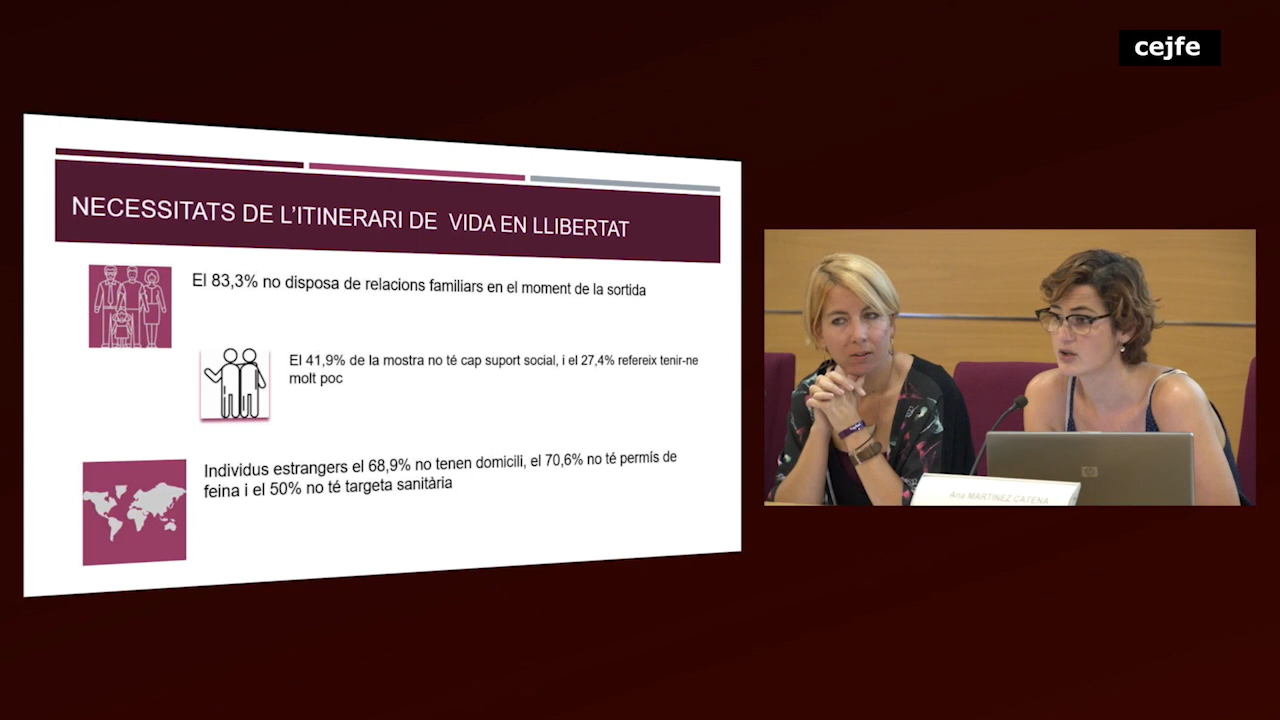 cejfe
NECESSITATS DE L'ITINERARI DE VIDA EN LLIBERTAT
El 83,3% no disposa de relacions familiars en el moment de la sortida
El 41,9% de la mostra no té cap suport social, i el 27,4% refereix tenir-ne
molt poc
Individus estrangers el 68,9% no tenen domicili, el 70,6% no té permís de
feina i el 50% no té targeta sanitària
Ana MARTINEZ CATENA
hp